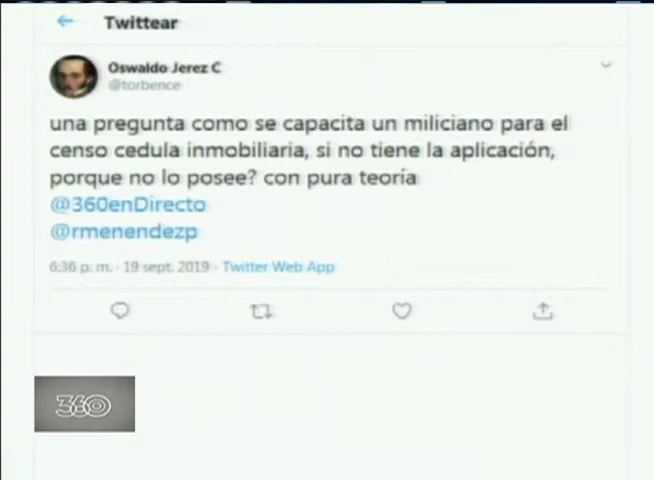 Twittear
Oswaldo Jerez C
@torbence
una pregunta como se capacita un miliciano para el
censo cedula inmobiliaria, si no tiene la aplicación,
porque no lo posee? con pura teoría
@360enDirecto
@rmenendezp
6:36 p. m. · 19 sept. 2019 · Twitter Web App
360